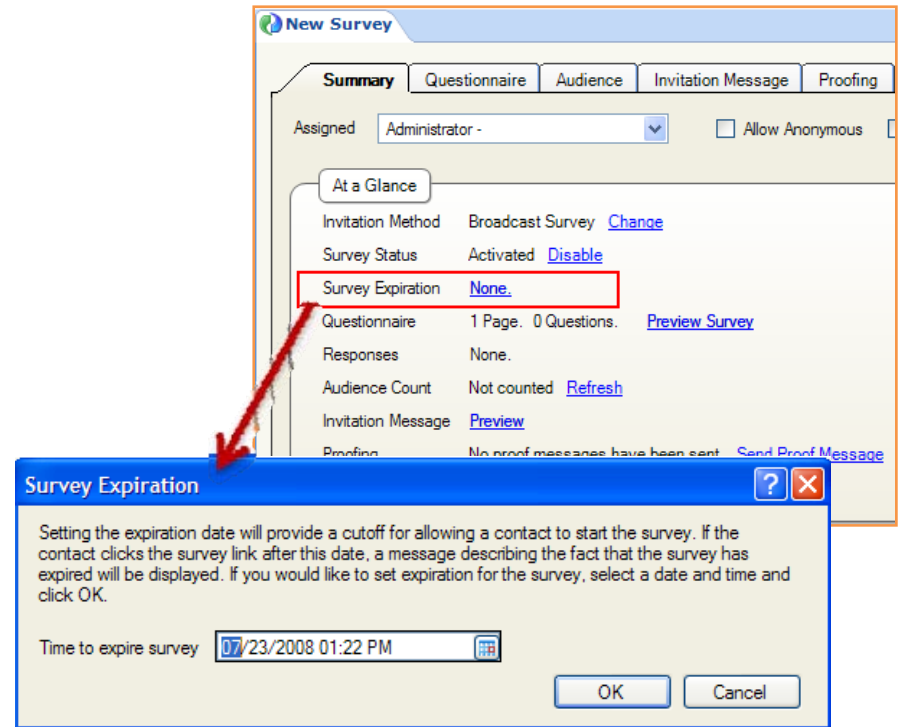 New Survey
Summary Questionnaire Audience Invitation Message Proofing
Assigned Administrator - Allow Anonymous
At a Glance
Invitation Method Broadcast Survey Change
Survey Status Activated Disable
Survey Expiration None.
Questionnaire 1 Page. 0 Questions. Preview Survey
Responses None.
Audience Count Not counted Refresh
Invitation Message Preview
Proofing No proof messages have been sent Send Proof Message
Survey Expiration
Setting the expiration date will provide a cutoff for allowing a contact to start the survey. If the
contact clicks the survey link after this date, a message describing the fact that the survey has
expired will be displayed. If you would like to set expiration for the survey, select a date and time and
click OK.
Time to expire survey 07/23/2008 01:22 PM
OK Cancel